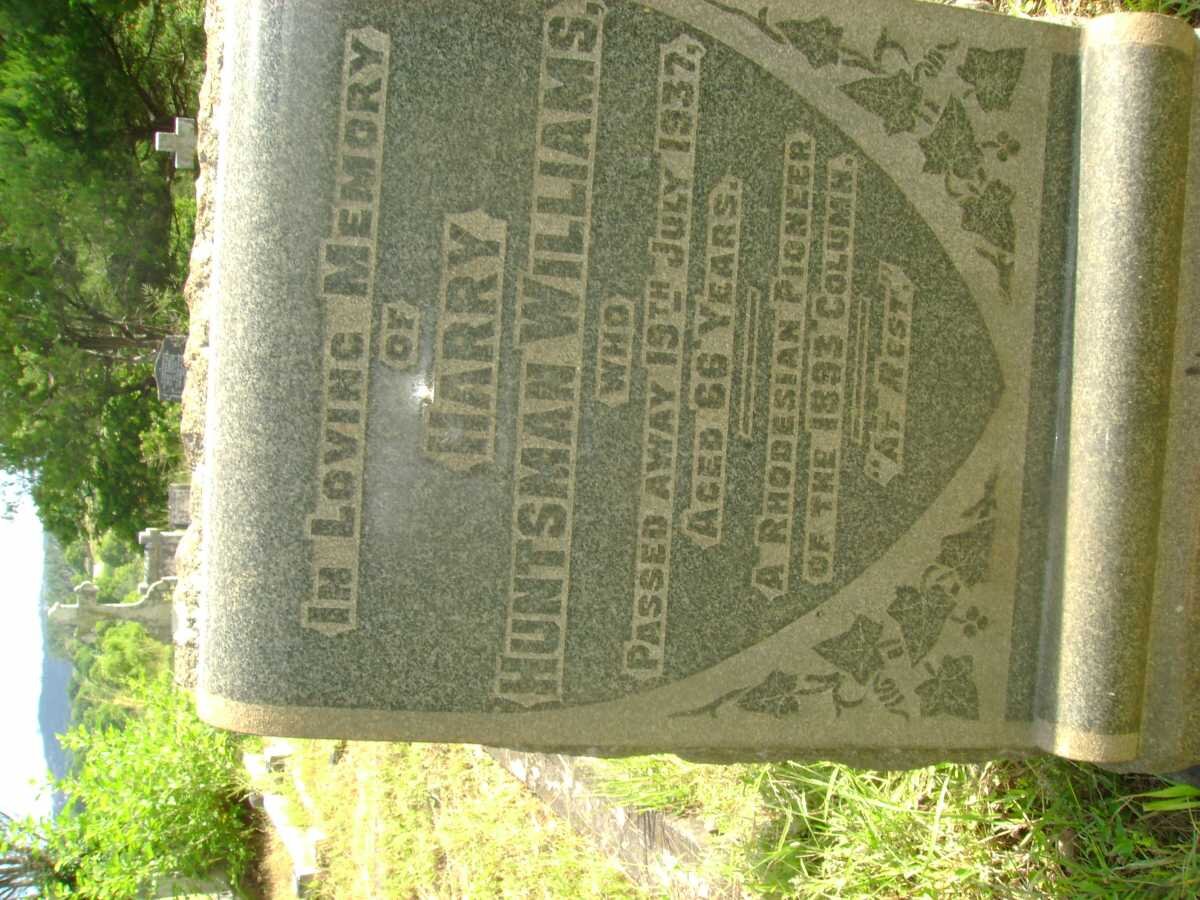 IN LOVING MEMORY
OF
HARRY
HUNTSMAN WILLIAMS,
WHO
PASSED AWAY 19TH JULY 1937,
AGED 66 YEARS.
A RHODESIAN PIONEER
OF THE 1893 COLUMN.
"AT REST"